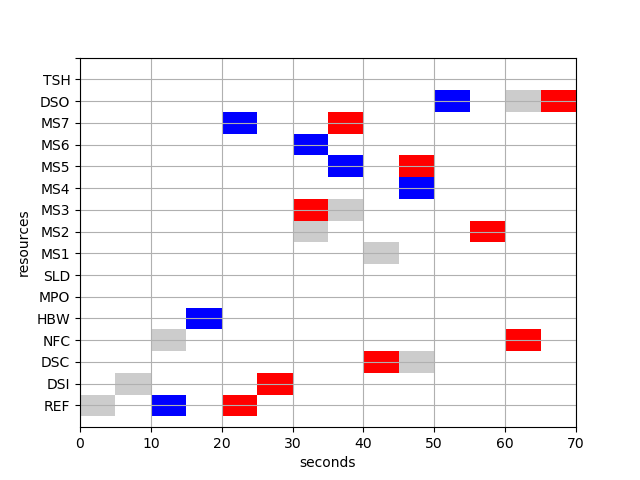 TSH
DSO
MS7
MS6
MS5
MS4
MS3
MS2
MS1
SLD
MPO
HBW
NFC
DSC
DSI
REF
resources
0 10 20 30 40 50 60 70
seconds